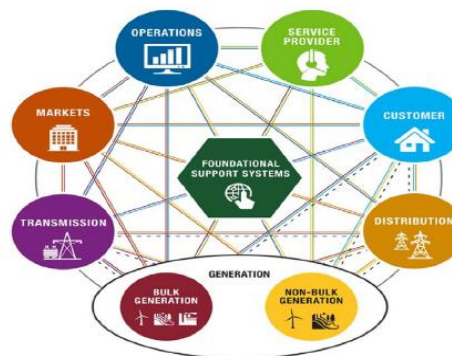 OPERATIONS
SERVICE
PROVIDER
MARKETS
CUSTOMER
FOUNDATIONAL
SUPPORT SYSTEMS
TRANSMISSION
DISTRIBUTION
GENERATION
BULK
GENERATION
NON-BULK
GENERATION